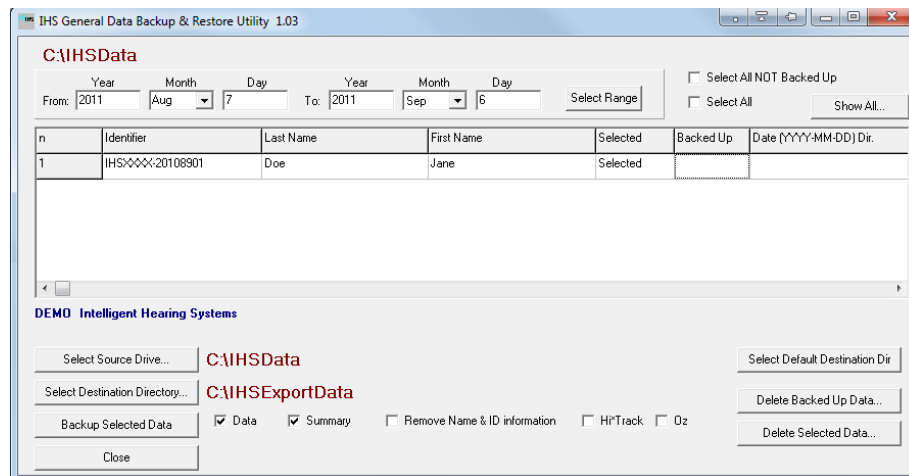 IHS General Data Backup & Restore Utility 1.03
C:\IHSData
Year Month Day Year Month Day
From: 2011 Aug 7 To: 2011 Sep 6 Select Range
Select All NOT Backed Up
Select All
Show All...
n Identifier Last Name First Name Selected Backed Up Date (YYYY-MM-DD) Dir.
1 IHSXXXX-20108901 Doe Jane Selected
DEMO Intelligent Hearing Systems
Select Source Drive... C:\IHSData Select Default Destination Dir
Select Destination Directory... C:\IHSExportData Delete Backed Up Data...
Backup Selected Data Data Summary Remove Name & ID information Hi*Track Oz
Delete Selected Data...
Close